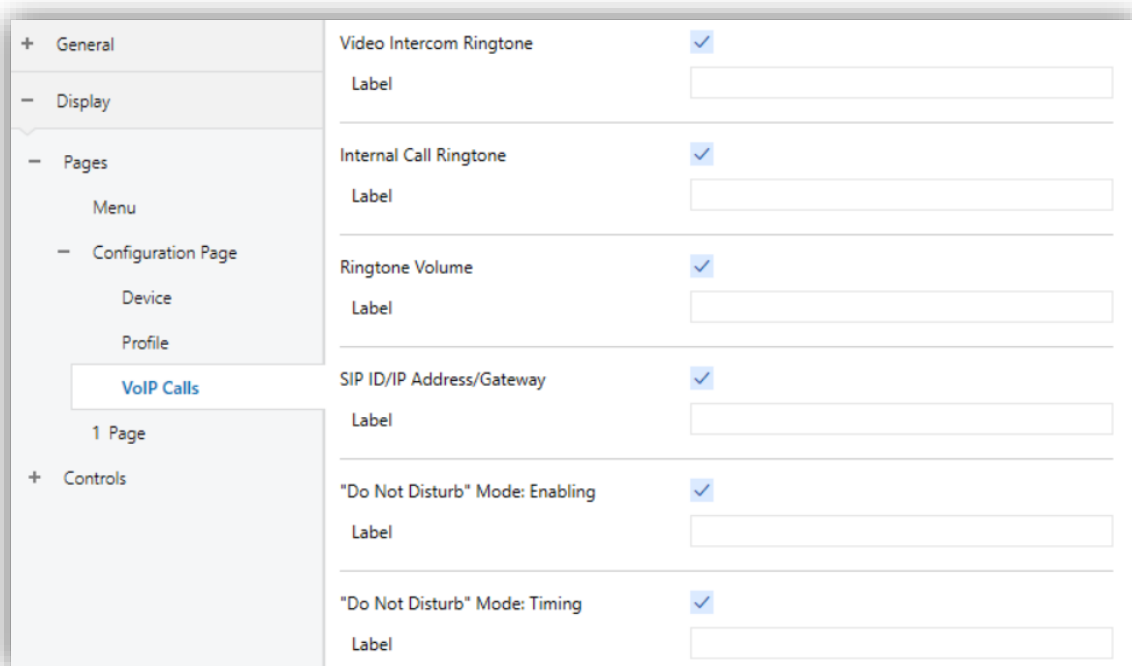 General
Display
Pages
Menu
Configuration Page
Device
Profile
VoIP Calls
1 Page
Controls
Video Intercom Ringtone
Label
Internal Call Ringtone
Label
Ringtone Volume
Label
SIP ID/IP Address/Gateway
Label
"Do Not Disturb" Mode: Enabling
Label
"Do Not Disturb" Mode: Timing
Label